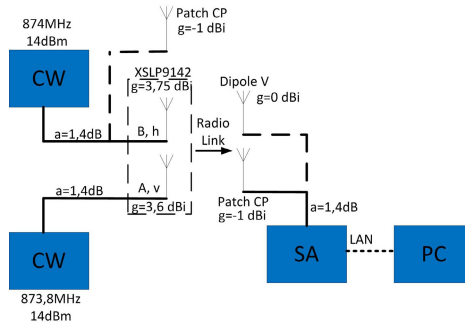 874MHz
14dBm
CW
Patch CP
g=-1 dBi
XSLP9142
g=3,75 dBi
Dipole V
g=0 dBi
a=1,4dB
B, h
Radio
Link
a=1,4dB
A, v
g=3,6 dBi
Patch CP
g=-1 dBi
a=1,4dB
CW
873,8MHz
14dBm
SA
LAN
PC